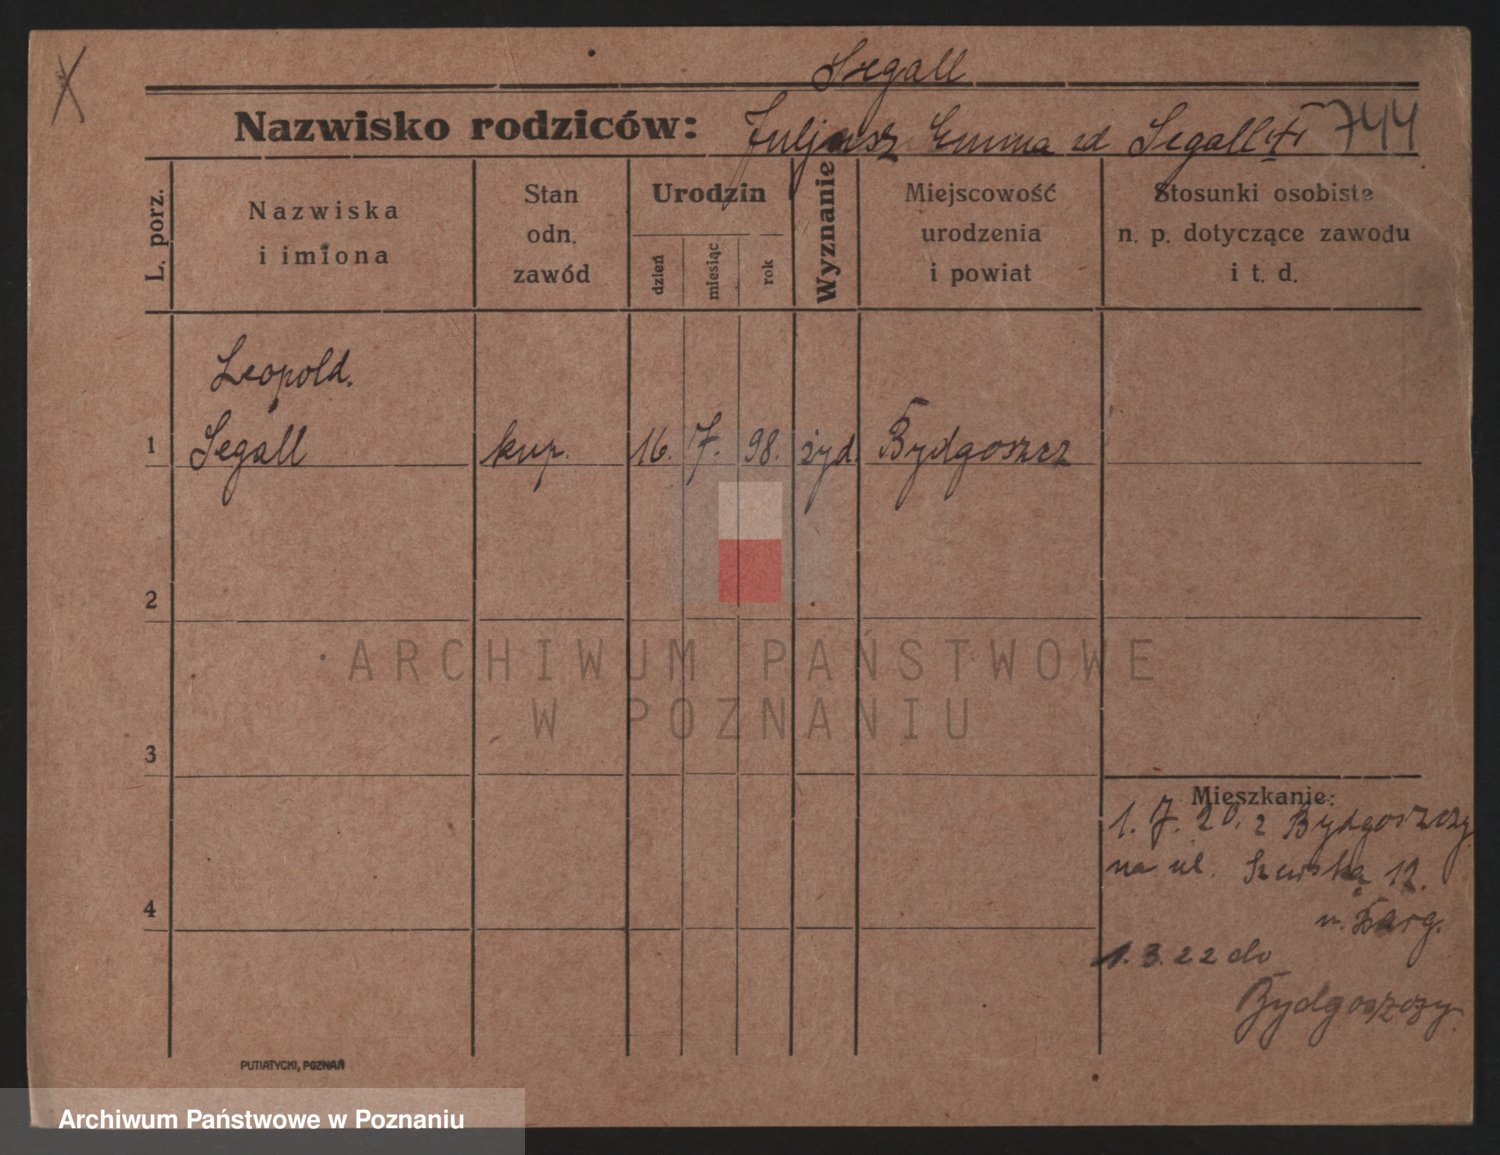 Segall
Nazwisko rodziców: Juljusz Emma zd Segall 744
L. porz.
Nazwiska
i imiona
Stan
odn.
zawód
Urodzin
dzień
miesiąc
rok
Wyznanie
Miejscowość
urodzenia
i powiat
Stosunki osobiste
n. p. dotyczące zawodu
i t. d.
Leopold.
1 Segall kup. 16. 7. 98. żyd. Bydgoszcz
2
3
4
Mieszkanie:
1. 7. 20. z Bydgoszczy
na ul. Szewską 12.
1. 3. 22 do
Bydgoszczy.
PUTIATYCKI, POZNAŃ
ARCHIWUM PAŃSTWOWE
W POZNANIU
Archiwum Państwowe w Poznaniu